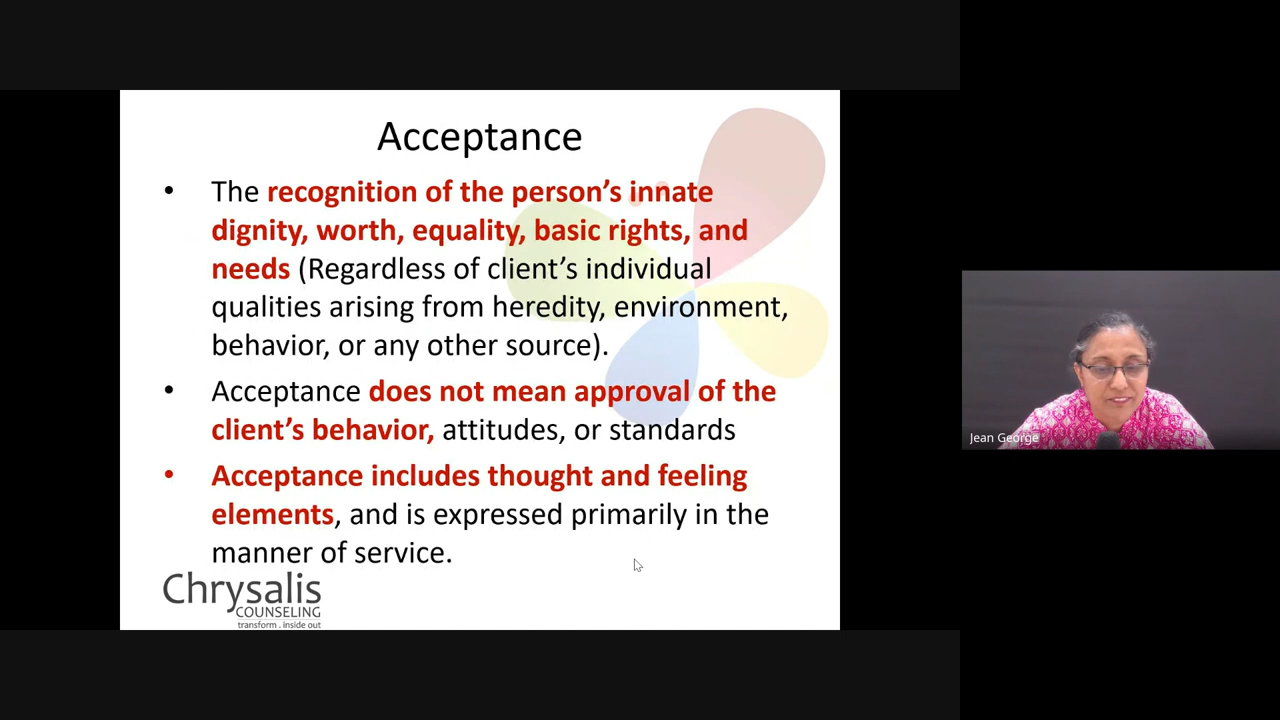 Acceptance
• The recognition of the person’s innate
dignity, worth, equality, basic rights, and
needs (Regardless of client’s individual
qualities arising from heredity, environment,
behavior, or any other source).
• Acceptance does not mean approval of the
client’s behavior, attitudes, or standards
• Acceptance includes thought and feeling
elements, and is expressed primarily in the
manner of service.
Chrysalis
COUNSELING
transform . inside out
Jean George